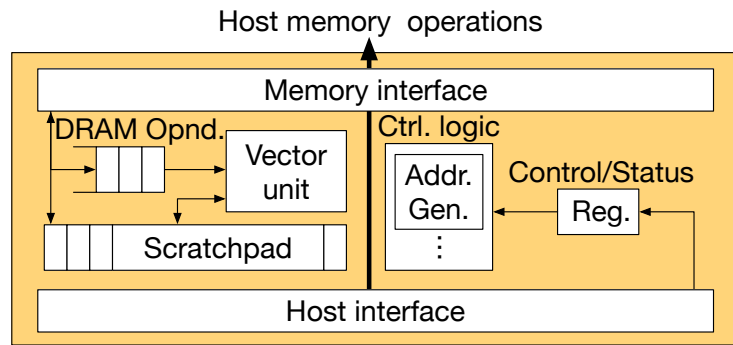 Host memory operations
Memory interface
DRAM Opnd.
Ctrl. logic
Vector
unit
Addr.
Gen.
⋮
Control/Status
Reg.
Scratchpad
Host interface